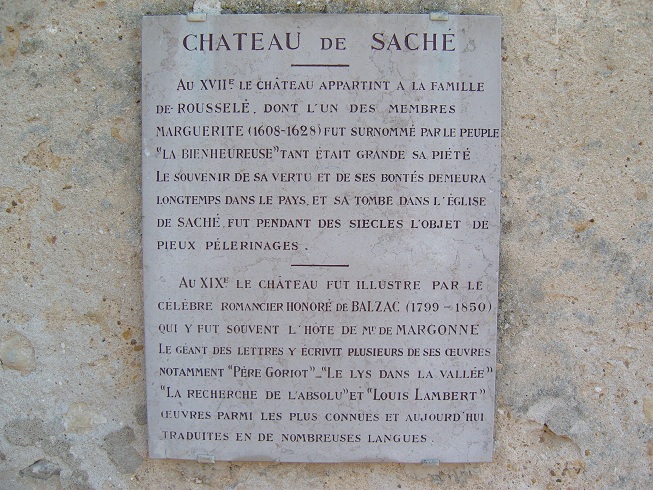 CHATEAU DE SACHÉ
AU XVIIE LE CHÂTEAU APPARTINT A LA FAMILLE
DE ROUSSELÉ, DONT L'UN DES MEMBRES
MARGUERITE (1608-1628) FUT SURNOMMÉ PAR LE PEUPLE
"LA BIENHEUREUSE" TANT ÉTAIT GRANDE SA PIÉTÉ
LE SOUVENIR DE SA VERTU ET DE SES BONTÉS DEMEURA
LONGTEMPS DANS LE PAYS, ET SA TOMBE DANS L'ÉGLISE
DE SACHÉ, FUT PENDANT DES SIECLES L'OBJET DE
PIEUX PÉLERINAGES.
AU XIXE LE CHÂTEAU FUT ILLUSTRE PAR LE
CÉLÈBRE ROMANCIER HONORÉ DE BALZAC (1799-1850)
QUI Y FUT SOUVENT L'HÔTE DE MR. DE MARGONNE
LE GÉANT DES LETTRES Y ÉCRIVIT PLUSIEURS DE SES ŒUVRES
NOTAMMENT "PÈRE GORIOT"_"LE LYS DANS LA VALLÉE"
"LA RECHERCHE DE L'ABSOLU" ET "LOUIS LAMBERT"
ŒUVRES PARMI LES PLUS CONNUES ET AUJOURD'HUI
TRADUITES EN DE NOMBREUSES LANGUES.